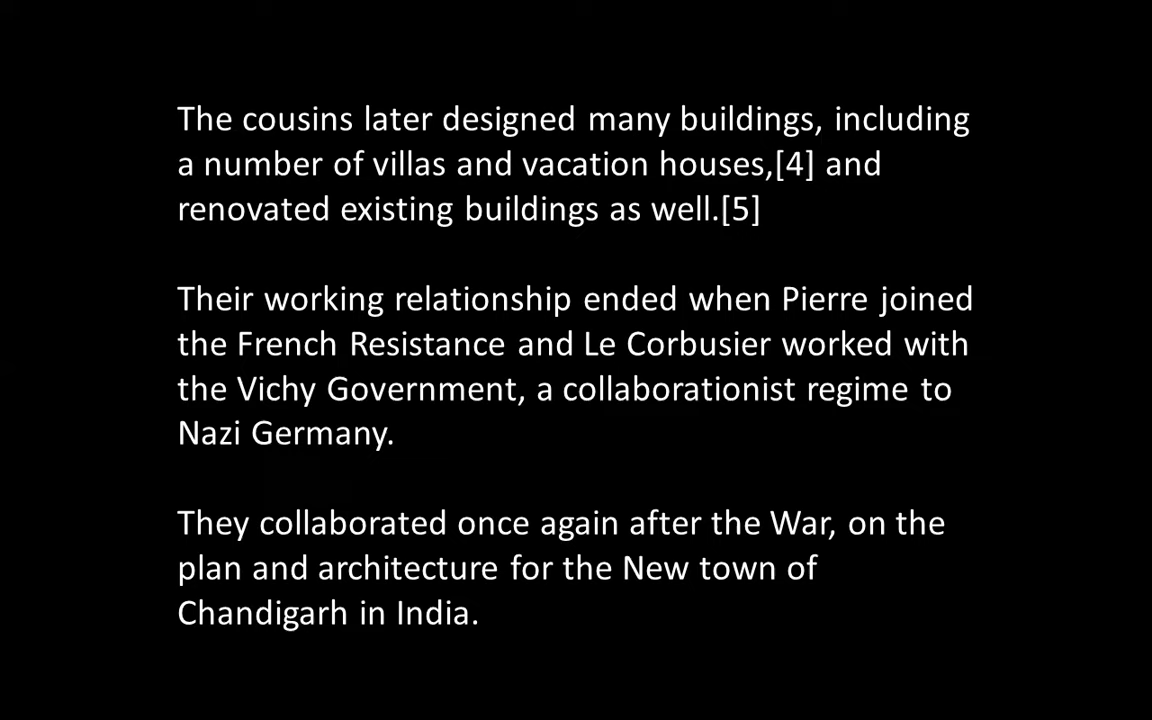 The cousins later designed many buildings, including
a number of villas and vacation houses,[4] and
renovated existing buildings as well.[5]
Their working relationship ended when Pierre joined
the French Resistance and Le Corbusier worked with
the Vichy Government, a collaborationist regime to
Nazi Germany.
They collaborated once again after the War, on the
plan and architecture for the New town of
Chandigarh in India.